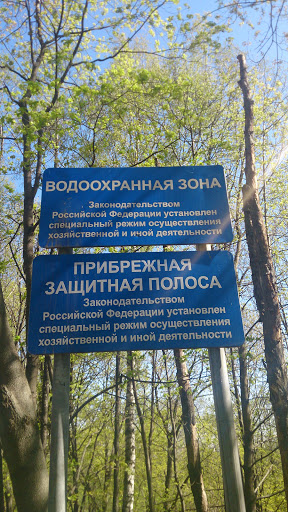 ВОДООХРАННАЯ ЗОНА
Законодательством
Российской Федерации установлен
специальный режим осуществления
хозяйственной и иной деятельности
ПРИБРЕЖНАЯ
ЗАЩИТНАЯ ПОЛОСА
Законодательством
Российской Федерации установлен
специальный режим осуществления
хозяйственной и иной деятельности